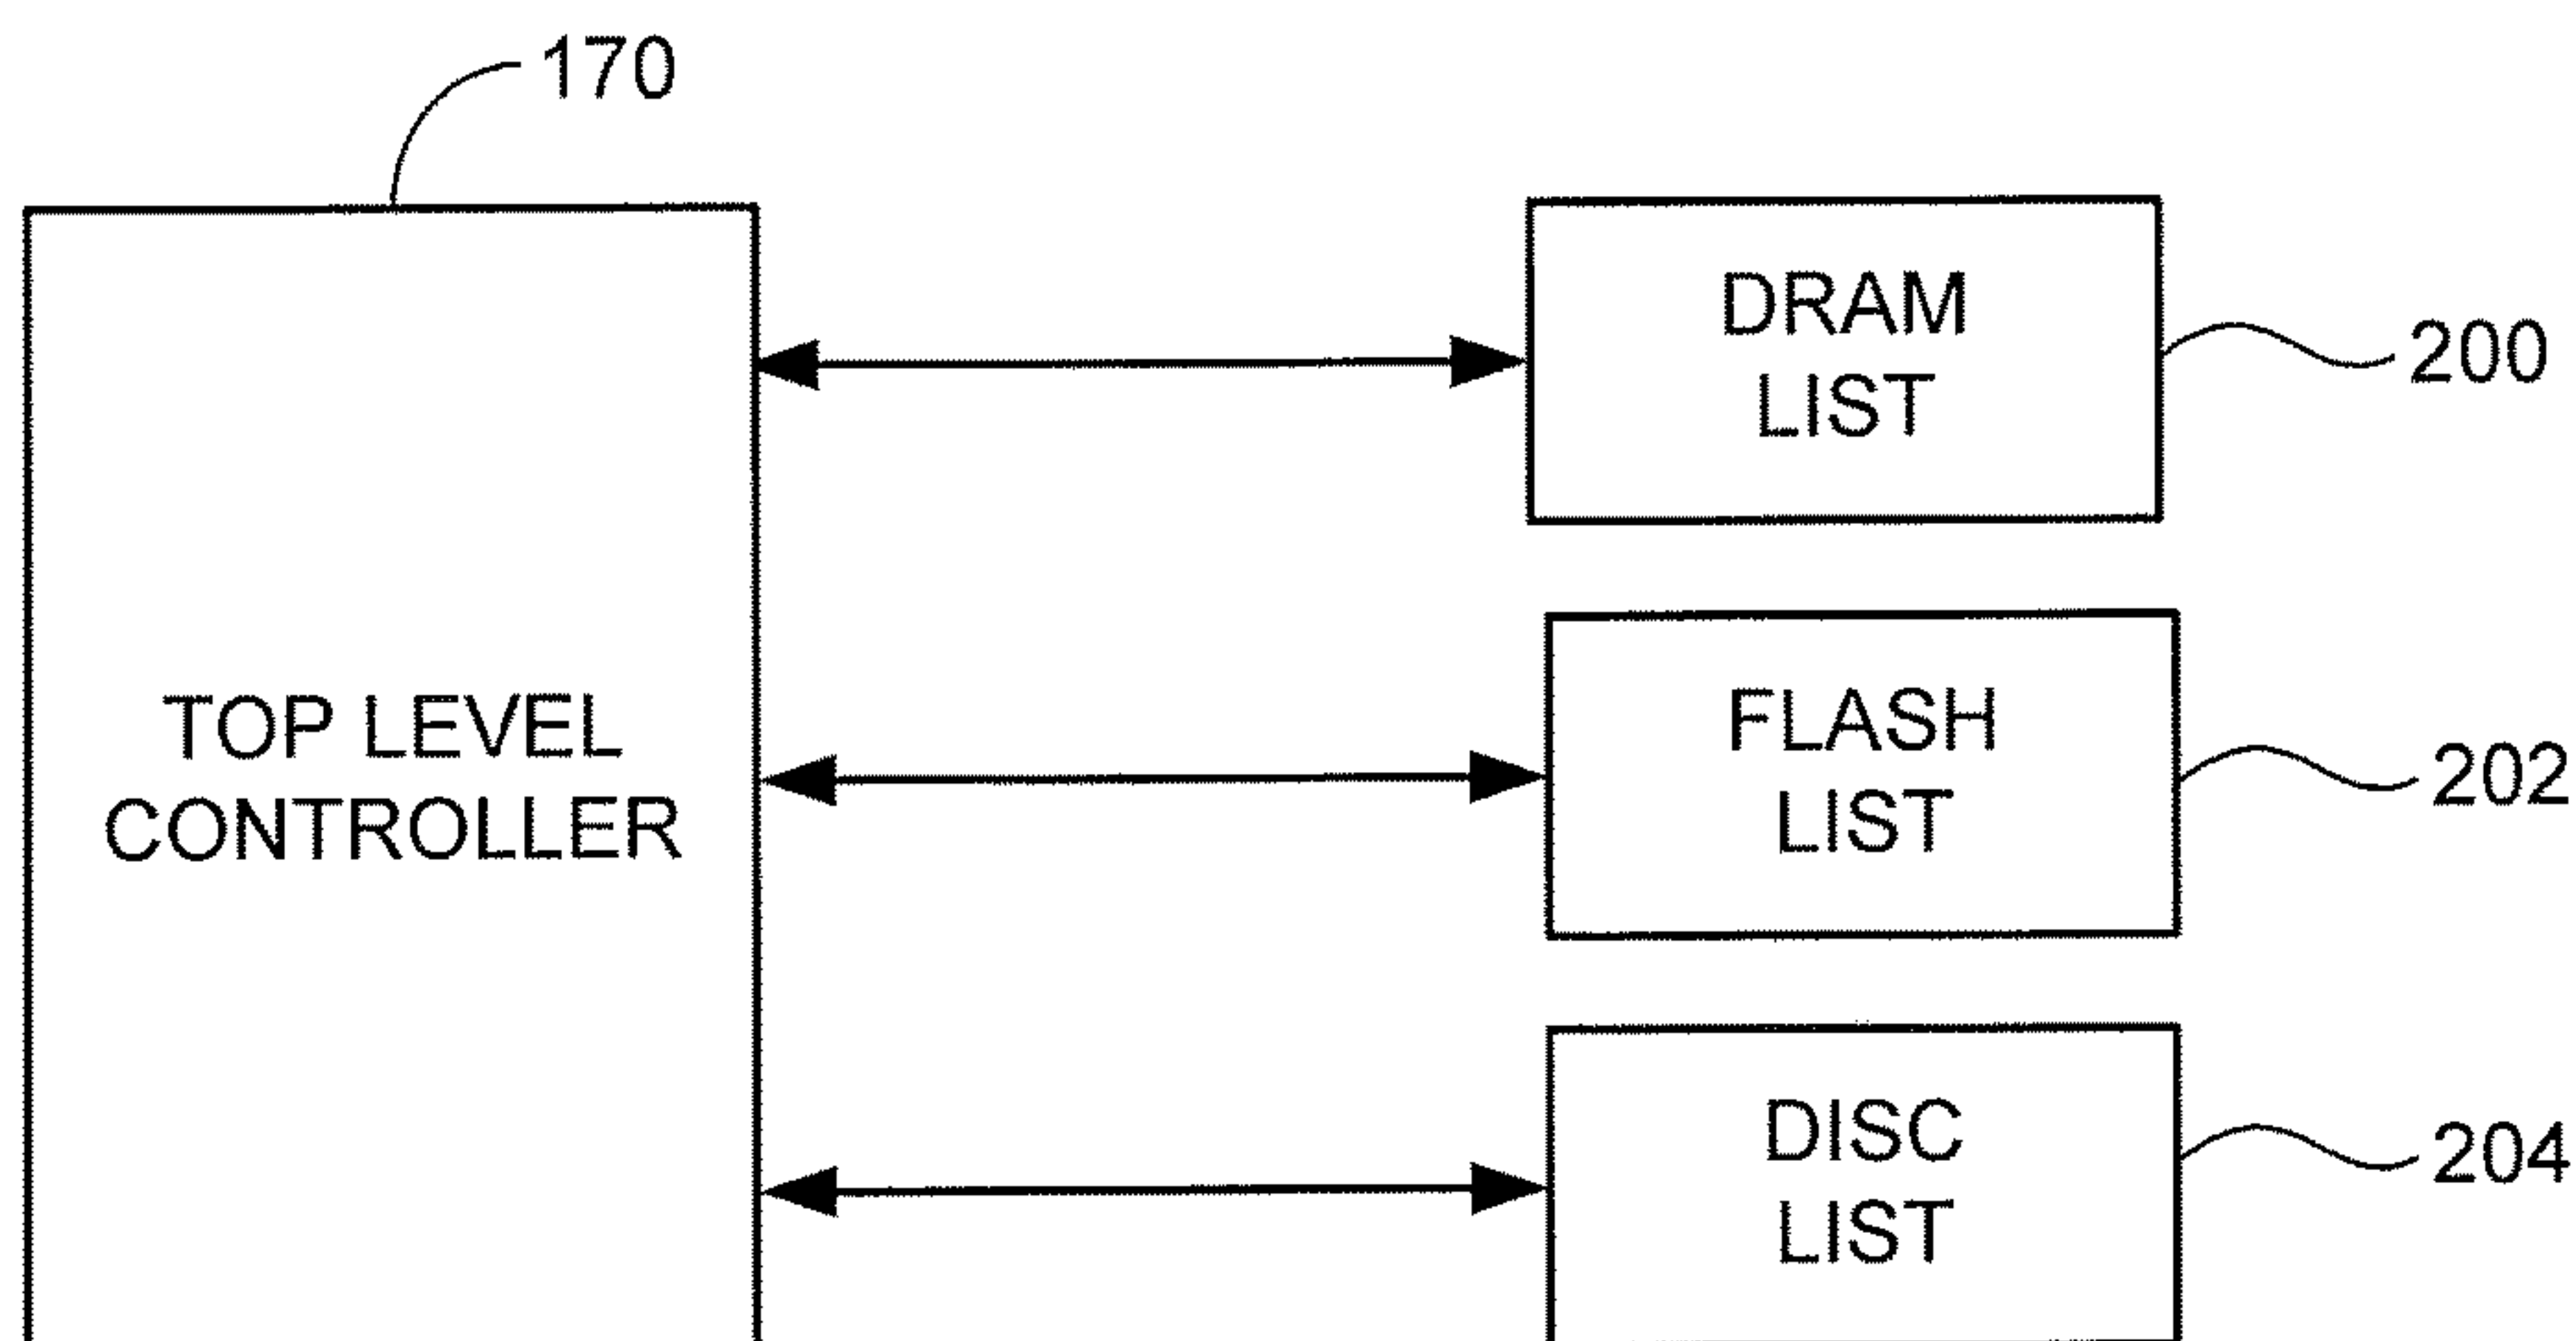 170
DRAM
LIST
200
TOP LEVEL
CONTROLLER
FLASH
LIST
202
DISC
LIST
204